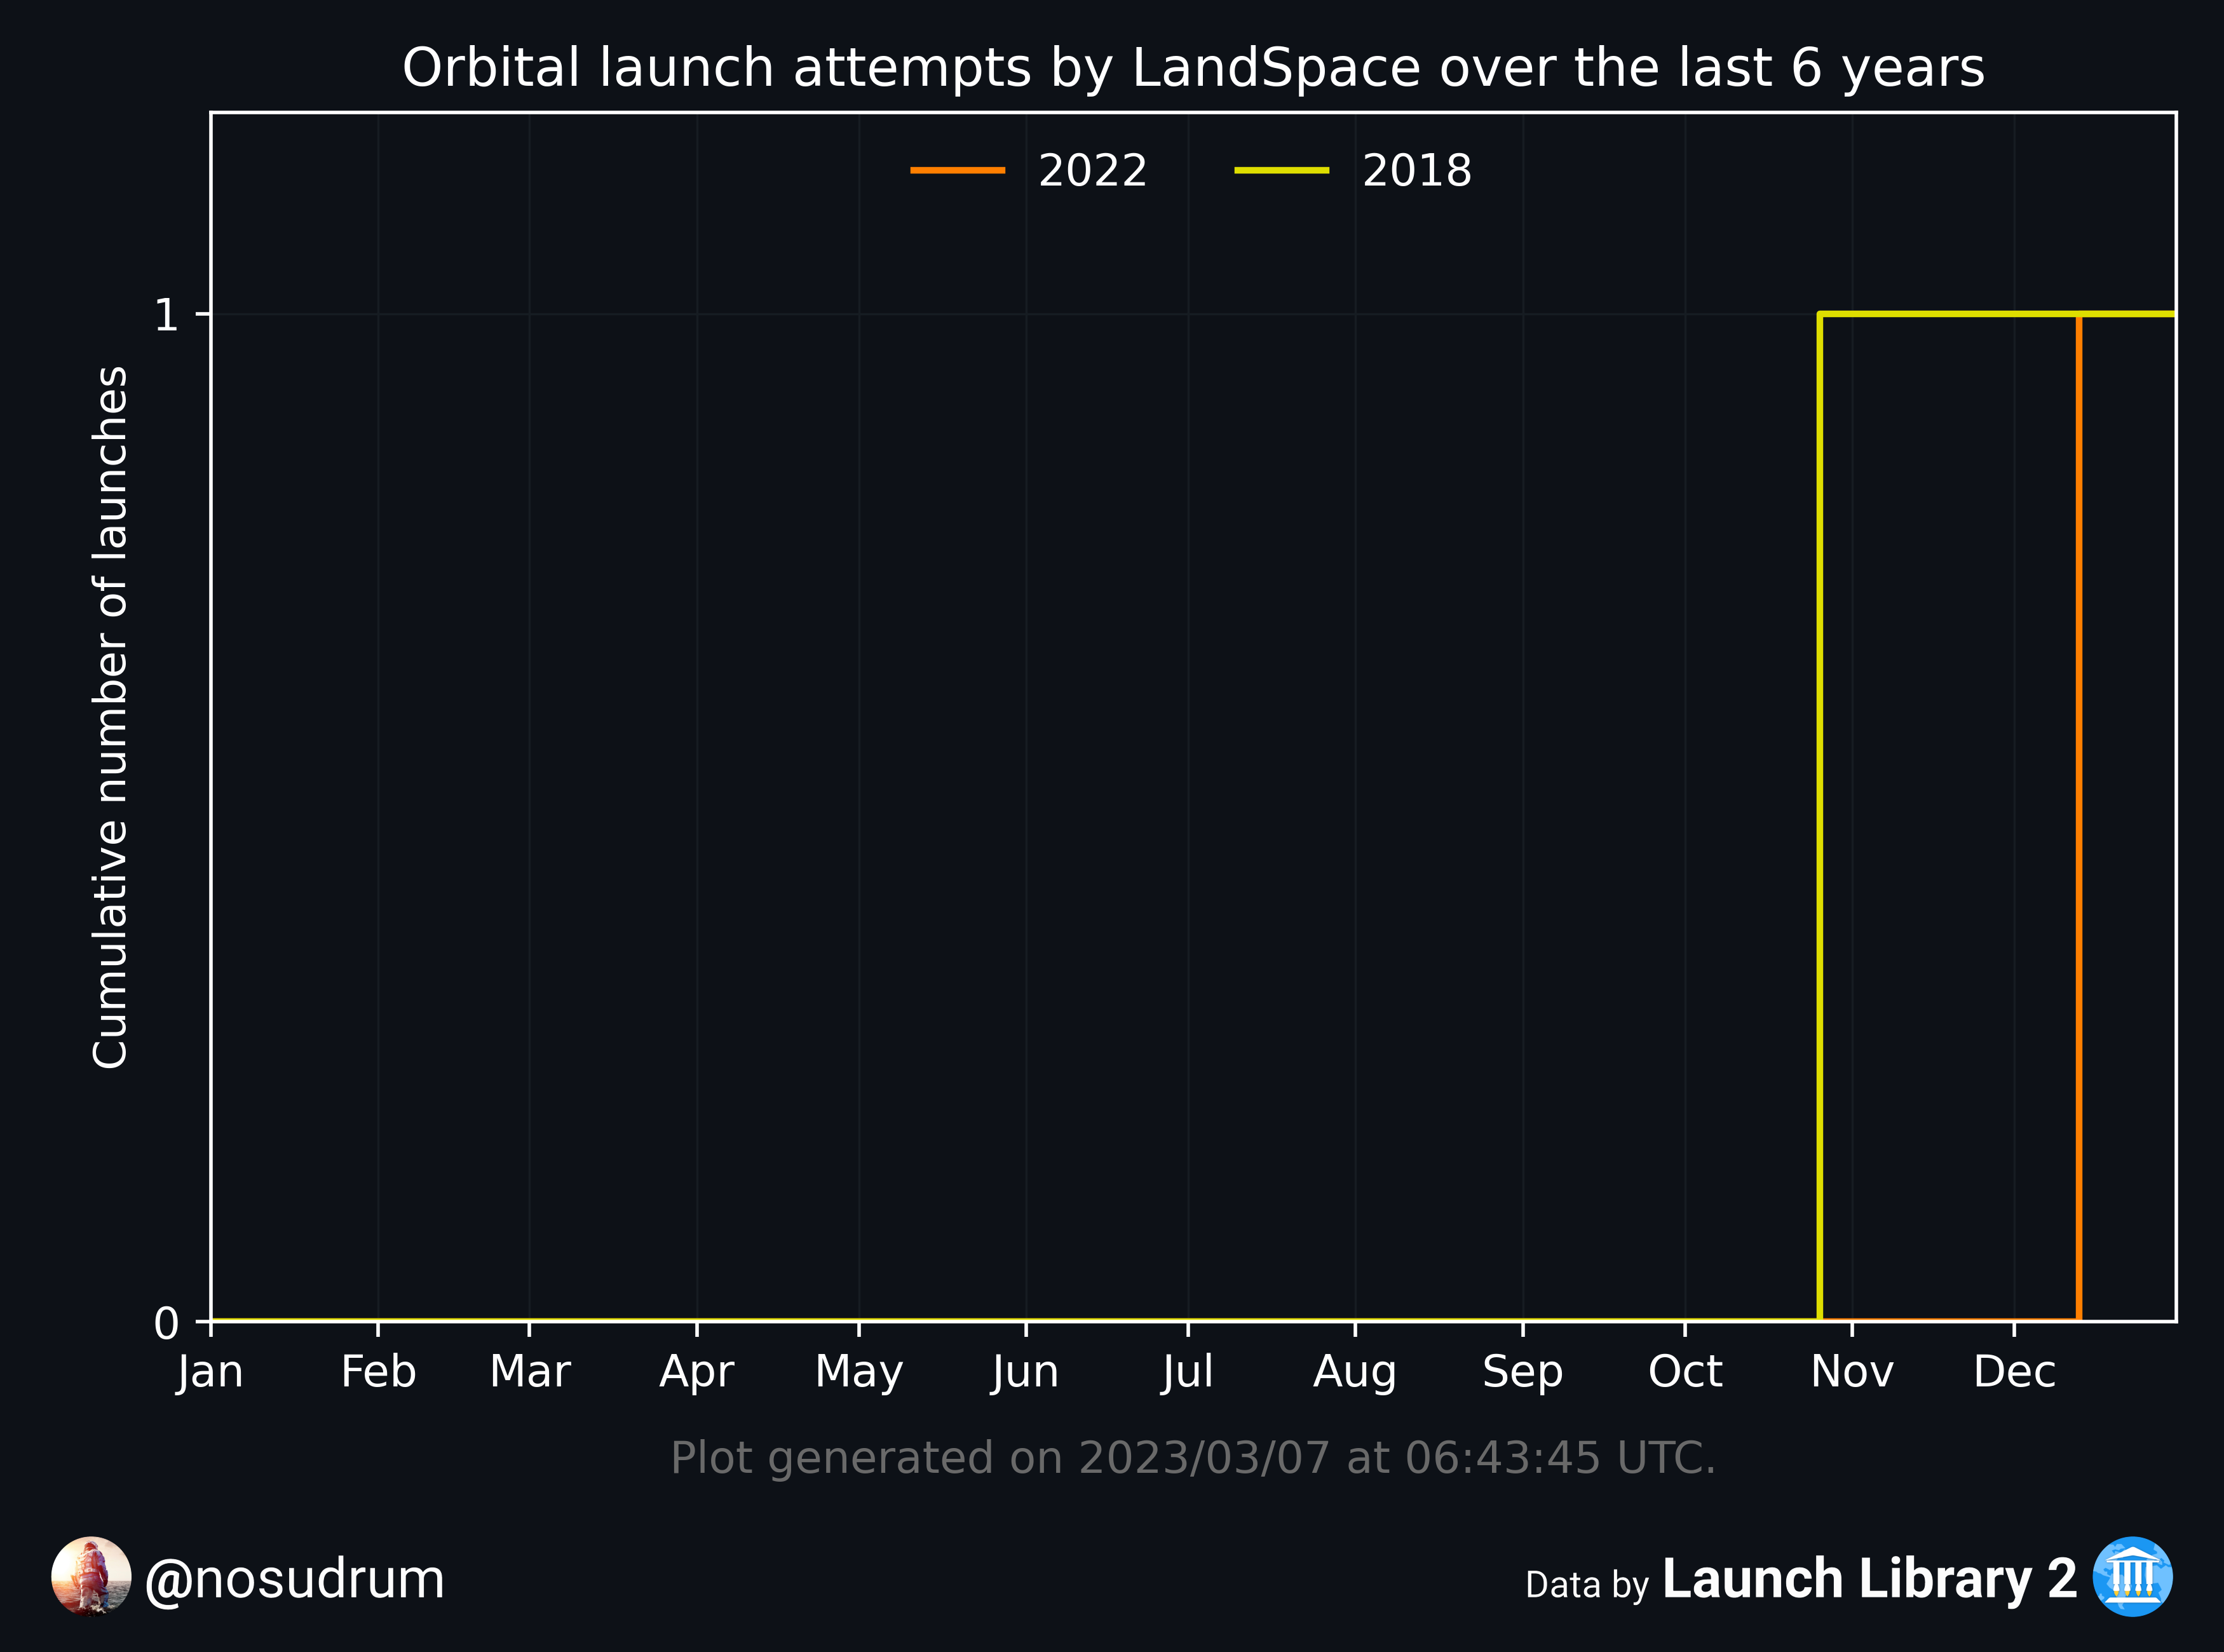 Orbital launch attempts by LandSpace over the last 6 years
2022 2018
Cumulative number of launches
1
0
Jan Feb Mar Apr May Jun Jul Aug Sep Oct Nov Dec
Plot generated on 2023/03/07 at 06:43:45 UTC.
@nosudrum
Data by Launch Library 2